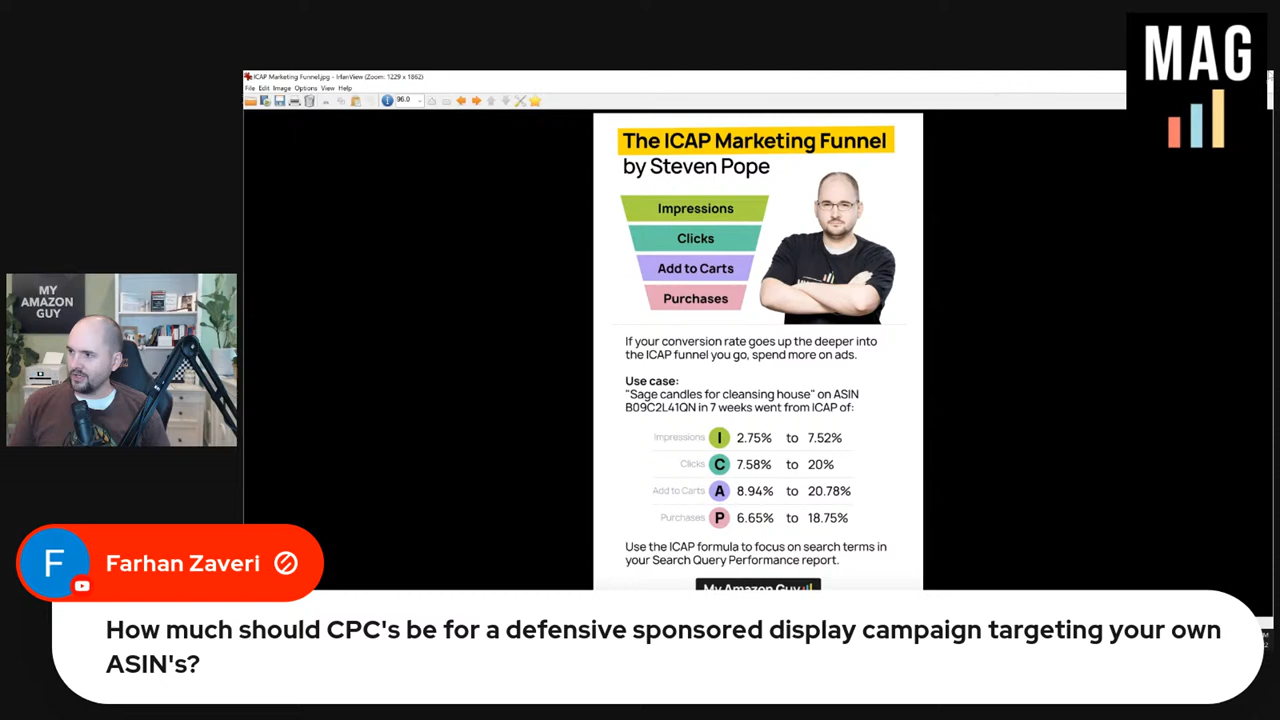 MAG
ICAP Marketing Funnel.jpg - IrfanView (Zoom: 1229 x 1862)
File Edit Image Options View Help
96.0
The ICAP Marketing Funnel
by Steven Pope
Impressions
Clicks
Add to Carts
Purchases
MY
AMAZON
GUY
If your conversion rate goes up the deeper into
the ICAP funnel you go, spend more on ads.
Use case:
"Sage candles for cleansing house" on ASIN
B09C2L41QN in 7 weeks went from ICAP of:
Impressions I 2.75% to 7.52%
Clicks C 7.58% to 20%
Add to Carts A 8.94% to 20.78%
Purchases P 6.65% to 18.75%
Use the ICAP formula to focus on search terms in
your Search Query Performance report.
My Amazon Guy
F Farhan Zaveri
How much should CPC's be for a defensive sponsored display campaign targeting your own
ASIN's?